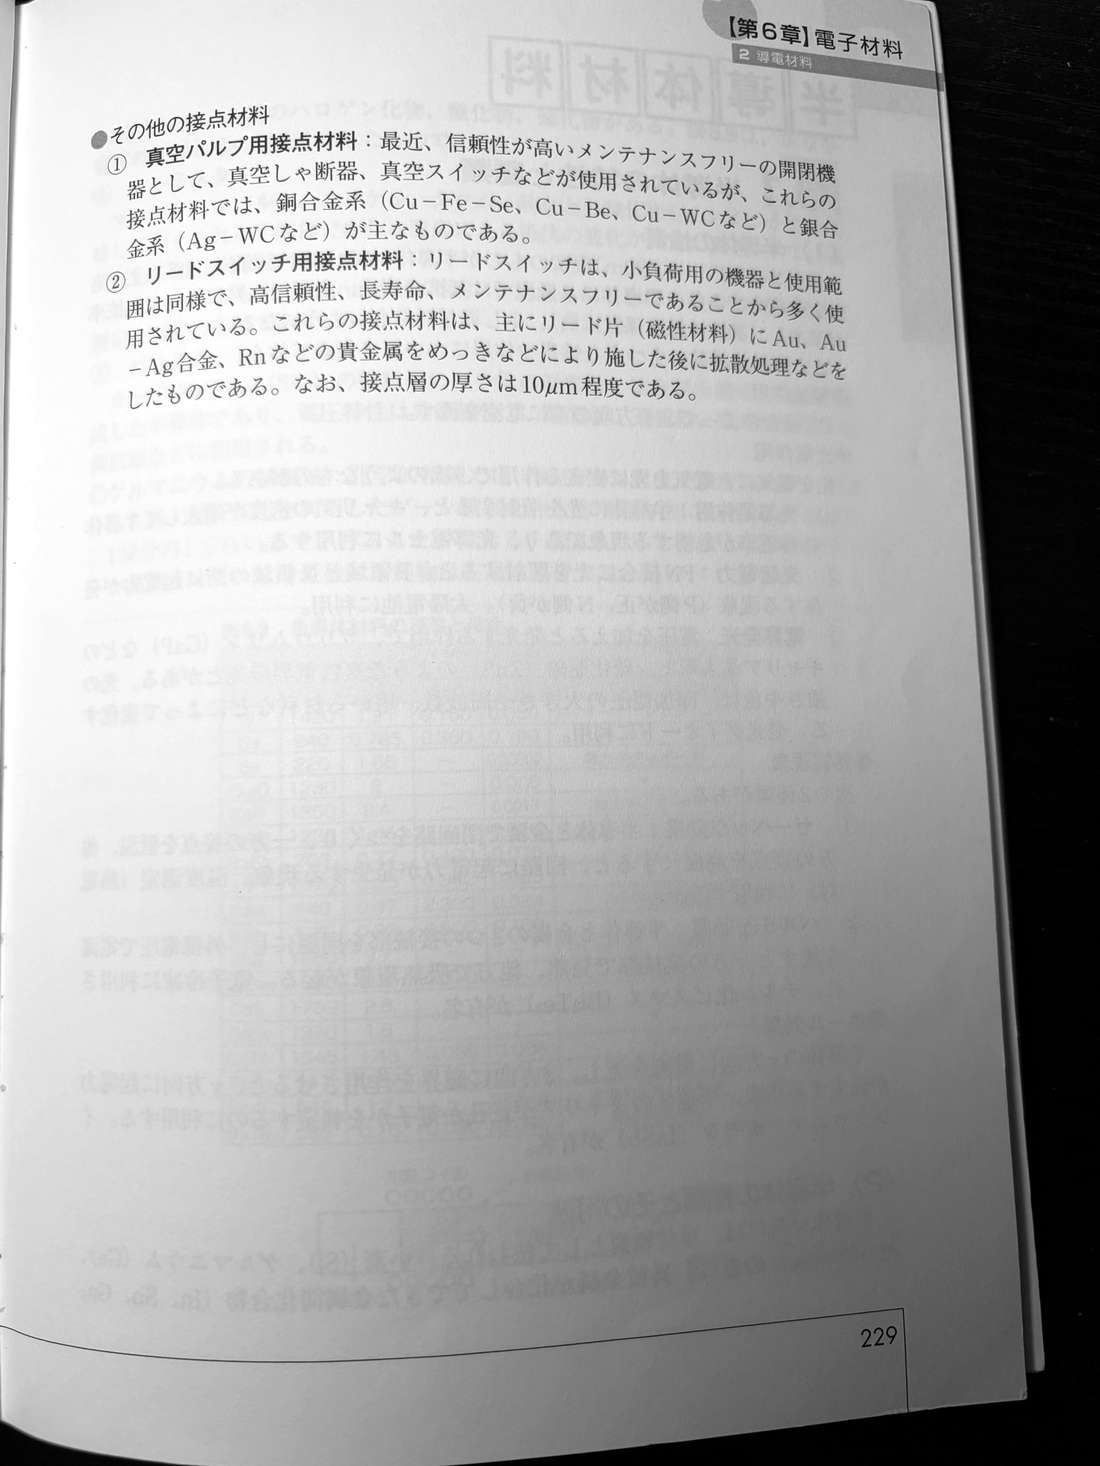 【第6章】電子材料
2 導電材料
●その他の接点材料
① 真空パルプ用接点材料：最近、信頼性が高いメンテナンスフリーの開閉機
器として、真空しゃ断器、真空スイッチなどが使用されているが、これらの
接点材料では、銅合金系（Cu－Fe－Se、Cu－Be、Cu－WCなど）と銀合
金系（Ag－WCなど）が主なものである。
② リードスイッチ用接点材料：リードスイッチは、小負荷用の機器と使用範
囲は同様で、高信頼性、長寿命、メンテナンスフリーであることから多く使
用されている。これらの接点材料は、主にリード片（磁性材料）にAu、Au
－Ag合金、Rnなどの貴金属をめっきなどにより施した後に拡散処理などを
したものである。なお、接点層の厚さは10μm程度である。
229